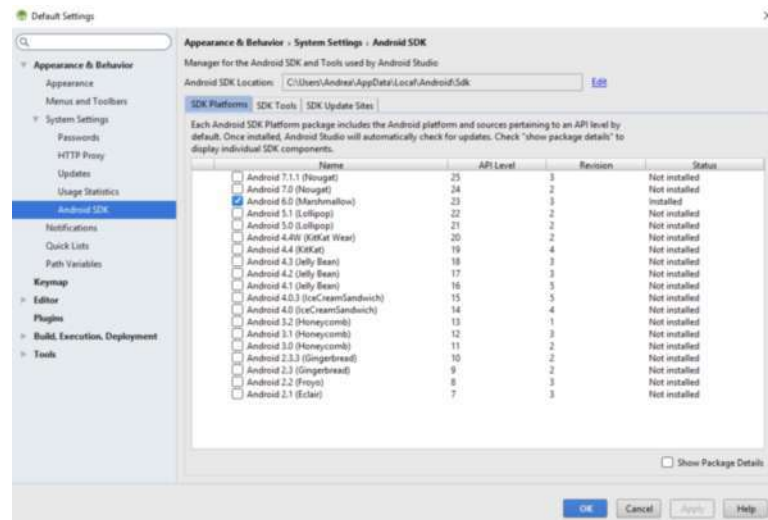 Default Settings
Appearance & Behavior
Appearance
Menus and Toolbars
System Settings
Passwords
HTTP Proxy
Updates
Usage Statistics
Android SDK
Notifications
Quick Lists
Path Variables
Keymap
Editor
Plugins
Build, Execution, Deployment
Tools
Appearance & Behavior › System Settings › Android SDK
Manager for the Android SDK and Tools used by Android Studio
Android SDK Location: C:\Users\Andrea\AppData\Local\Android\Sdk Edit
SDK Platforms SDK Tools SDK Update Sites
Each Android SDK Platform package includes the Android platform and sources pertaining to an API level by
default. Once installed, Android Studio will automatically check for updates. Check "show package details" to
display individual SDK components.
Name API Level Revision Status
Android 7.1.1 (Nougat) 25 3 Not installed
Android 7.0 (Nougat) 24 2 Not installed
Android 6.0 (Marshmallow) 23 3 Installed
Android 5.1 (Lollipop) 22 2 Not installed
Android 5.0 (Lollipop) 21 2 Not installed
Android 4.4W (KitKat Wear) 20 2 Not installed
Android 4.4 (KitKat) 19 4 Not installed
Android 4.3 (Jelly Bean) 18 3 Not installed
Android 4.2 (Jelly Bean) 17 3 Not installed
Android 4.1 (Jelly Bean) 16 5 Not installed
Android 4.0.3 (IceCreamSandwich) 15 5 Not installed
Android 4.0 (IceCreamSandwich) 14 4 Not installed
Android 3.2 (Honeycomb) 13 1 Not installed
Android 3.1 (Honeycomb) 12 3 Not installed
Android 3.0 (Honeycomb) 11 2 Not installed
Android 2.3.3 (Gingerbread) 10 2 Not installed
Android 2.3 (Gingerbread) 9 2 Not installed
Android 2.2 (Froyo) 8 3 Not installed
Android 2.1 (Eclair) 7 3 Not installed
Show Package Details
OK Cancel Apply Help